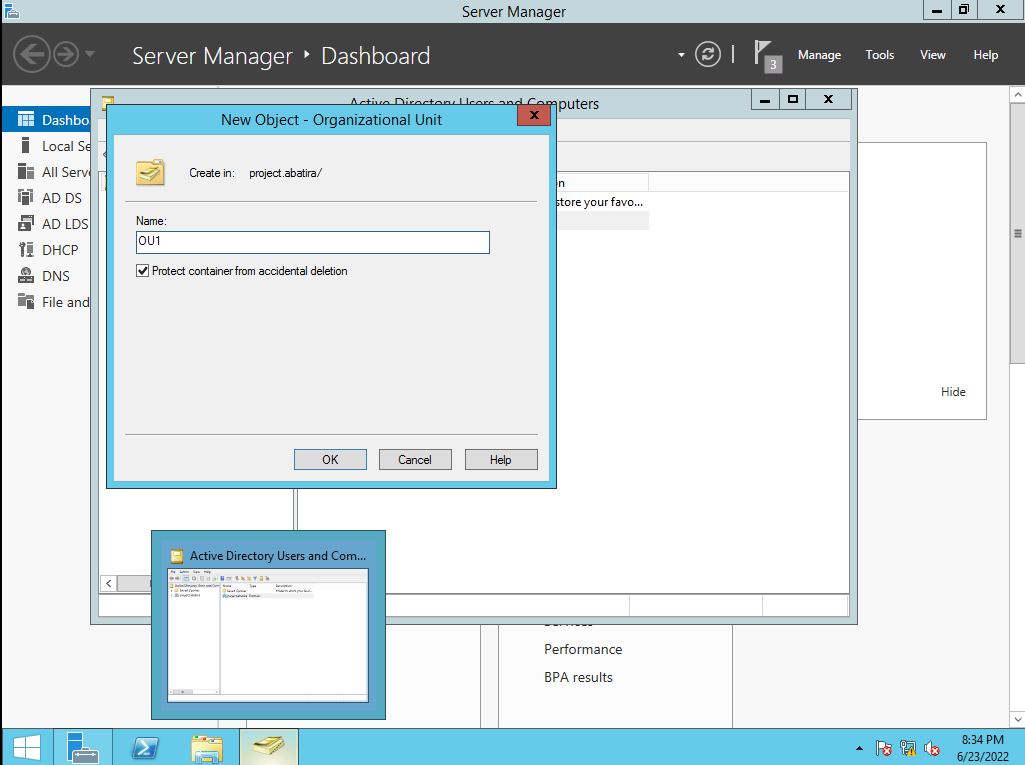 Server Manager
Server Manager
Dashboard
3
Manage
Tools
View
Help
Active Directory Users and Computers
New Object - Organizational Unit
Dashbo
Local Se
All Serve
AD DS
AD LDS
DHCP
DNS
File and
Create in: project.abatira/
Name:
OU1
Protect container from accidental deletion
OK
Cancel
Help
on
store your favo...
Hide
Active Directory Users and Com...
Performance
BPA results
8:34 PM
6/23/2022